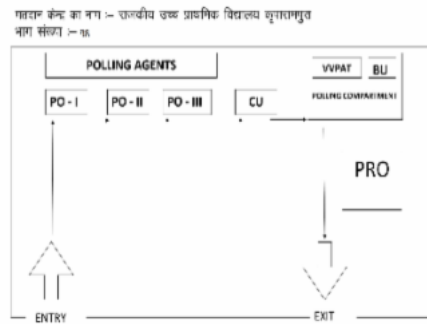 मतदान केन्द्र का नाम :– राजकीय उच्च प्राथमिक विद्यालय कृपारामपुरा
भाग संख्या :–
POLLING AGENTS
VVPAT
BU
PO - I
PO - II
PO - III
CU
POLLING COMPARTMENT
PRO
ENTRY
EXIT